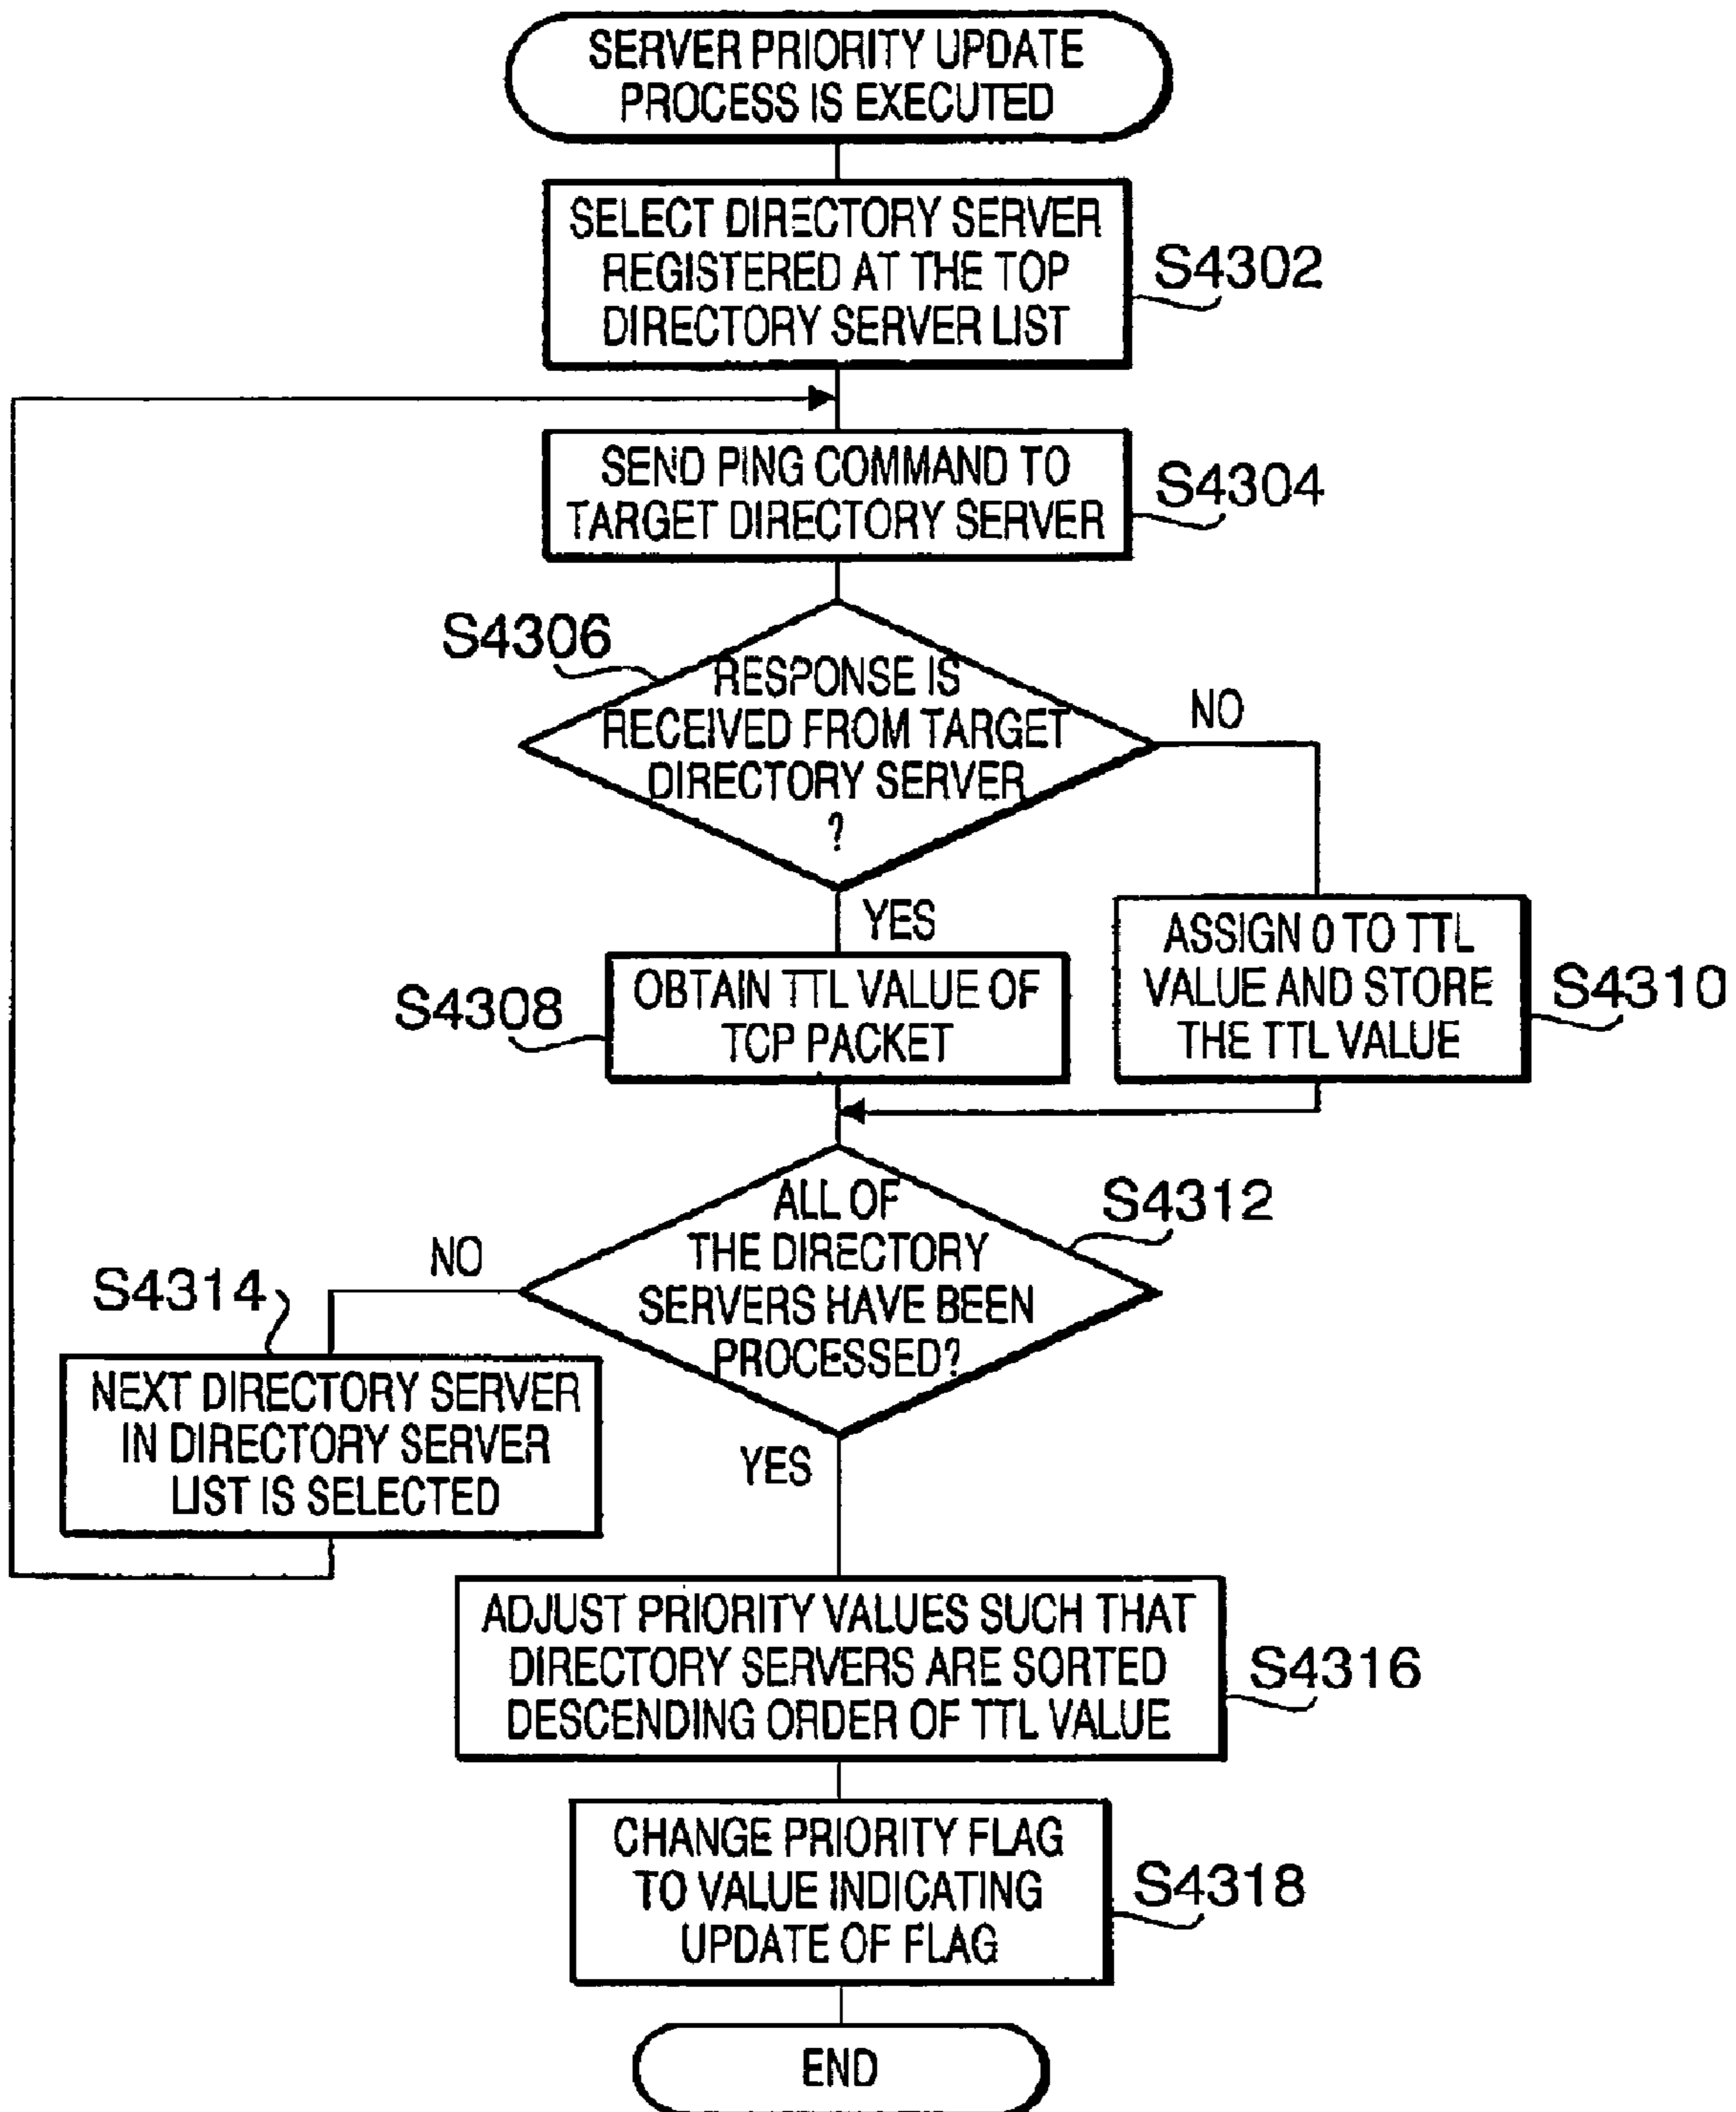 SERVER PRIORITY UPDATE
PROCESS IS EXECUTED
SELECT DIRECTORY SERVER
REGISTERED AT THE TOP
DIRECTORY SERVER LIST
S4302
SEND PING COMMAND TO
TARGET DIRECTORY SERVER
S4304
S4306
RESPONSE IS
RECEIVED FROM TARGET
DIRECTORY SERVER
?
NO
YES
OBTAIN TTL VALUE OF
TCP PACKET
S4308
ASSIGN 0 TO TTL
VALUE AND STORE
THE TTL VALUE
S4310
ALL OF
THE DIRECTORY
SERVERS HAVE BEEN
PROCESSED?
S4312
NO
S4314
NEXT DIRECTORY SERVER
IN DIRECTORY SERVER
LIST IS SELECTED
YES
ADJUST PRIORITY VALUES SUCH THAT
DIRECTORY SERVERS ARE SORTED
DESCENDING ORDER OF TTL VALUE
S4316
CHANGE PRIORITY FLAG
TO VALUE INDICATING
UPDATE OF FLAG
S4318
END